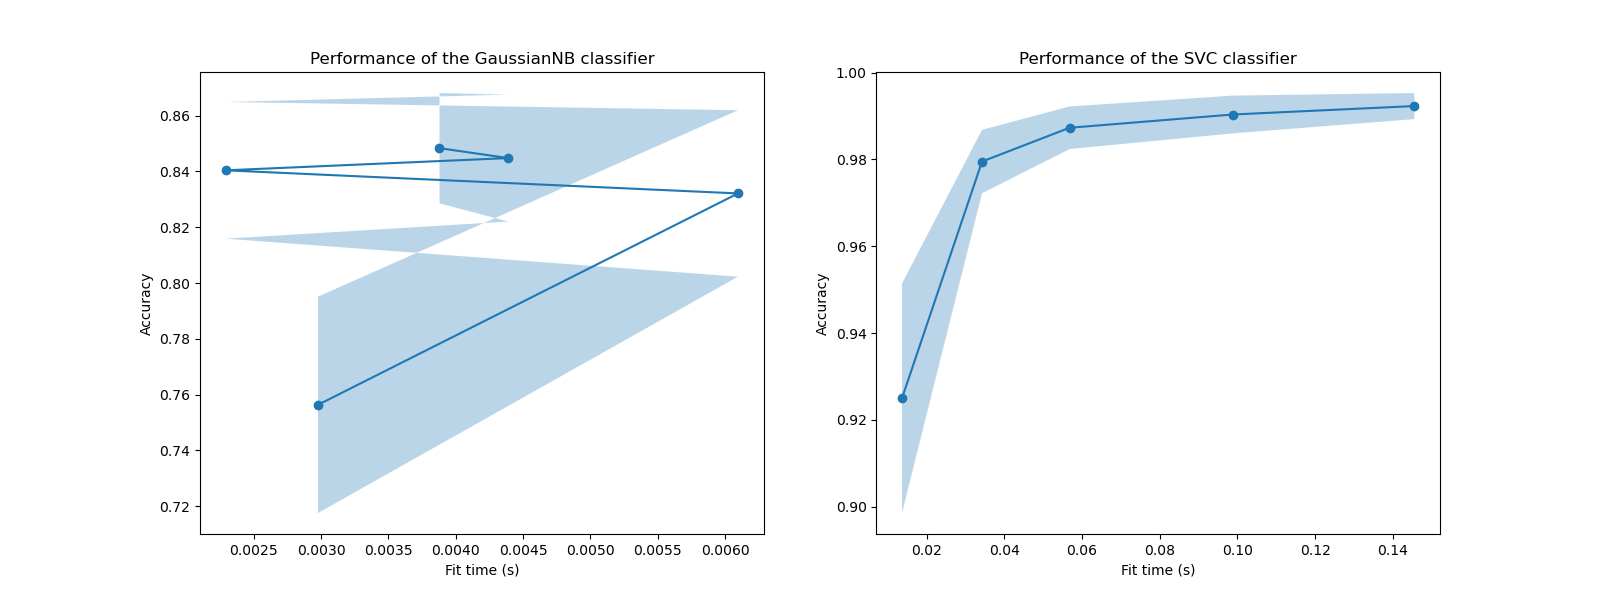 Performance of the GaussianNB classifier
Accuracy
0.86
0.84
0.82
0.80
0.78
0.76
0.74
0.72
0.0025 0.0030 0.0035 0.0040 0.0045 0.0050 0.0055 0.0060
Fit time (s)
Performance of the SVC classifier
Accuracy
1.00
0.98
0.96
0.94
0.92
0.90
0.02 0.04 0.06 0.08 0.10 0.12 0.14
Fit time (s)